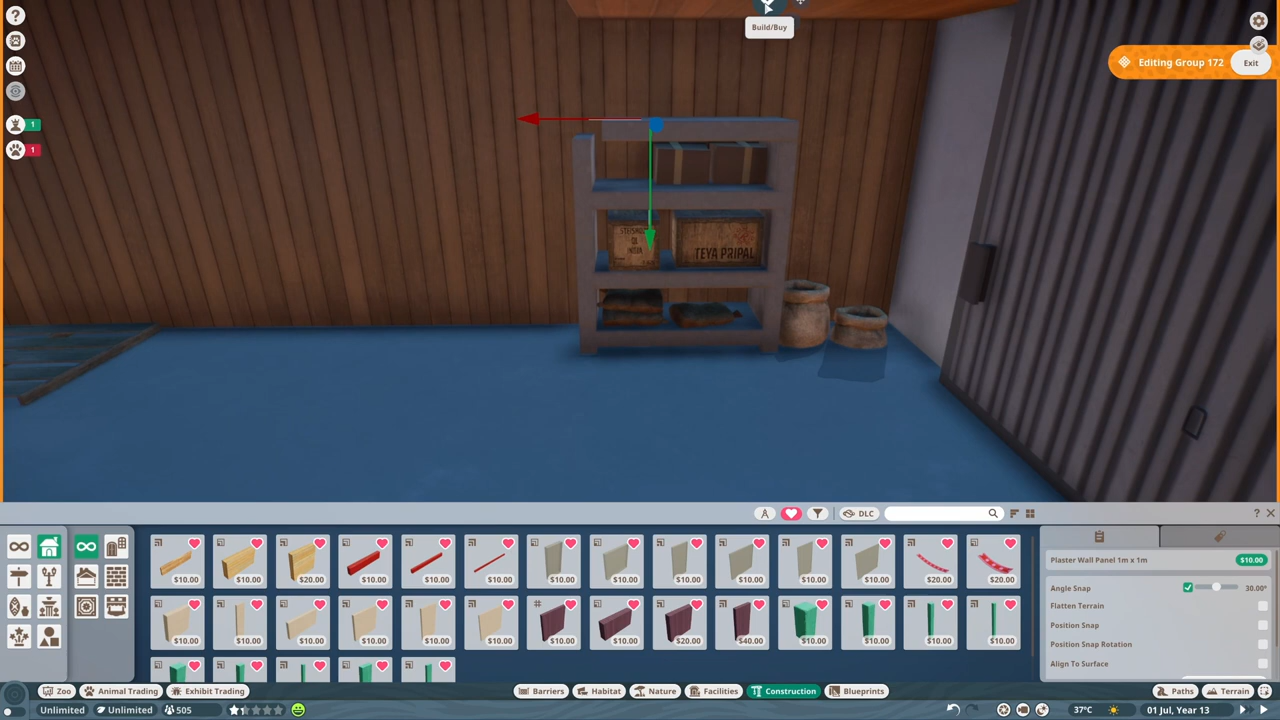 Build/Buy
Editing Group 172
Exit
1
1
TEYA PRIPAL
DLC
$10.00 $10.00 $20.00 $10.00 $10.00 $10.00 $10.00 $10.00 $10.00 $10.00 $10.00 $10.00 $20.00 $20.00
$10.00 $10.00 $10.00 $10.00 $10.00 $10.00 $10.00 $10.00 $20.00 $40.00 $10.00 $10.00 $10.00 $10.00
Plaster Wall Panel 1m x 1m $10.00
Angle Snap 30.00°
Flatten Terrain
Position Snap
Position Snap Rotation
Align To Surface
Zoo Animal Trading Exhibit Trading Barriers Habitat Nature Facilities Construction Blueprints Paths Terrain
Unlimited Unlimited 505 37°C 01 Jul, Year 13